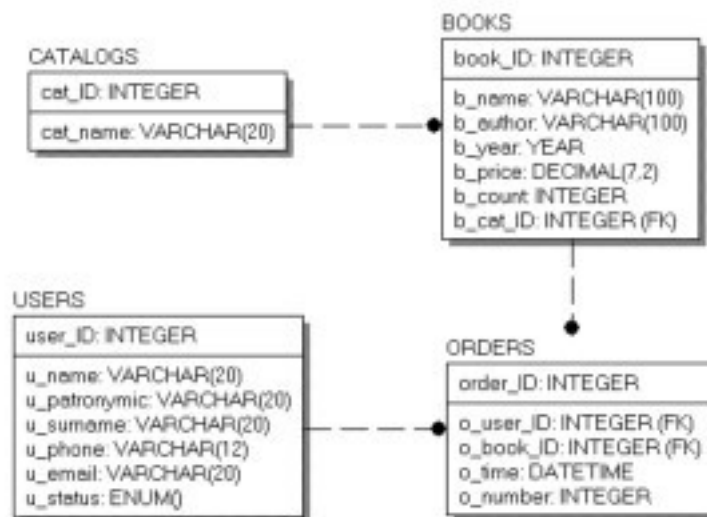 CATALOGS
cat_ID: INTEGER
cat_name: VARCHAR(20)
BOOKS
book_ID: INTEGER
b_name: VARCHAR(100)
b_author: VARCHAR(100)
b_year: YEAR
b_price: DECIMAL(7,2)
b_count: INTEGER
b_cat_ID: INTEGER (FK)
USERS
user_ID: INTEGER
u_name: VARCHAR(20)
u_patronymic: VARCHAR(20)
u_surname: VARCHAR(20)
u_phone: VARCHAR(12)
u_email: VARCHAR(20)
u_status: ENUM()
ORDERS
order_ID: INTEGER
o_user_ID: INTEGER (FK)
o_book_ID: INTEGER (FK)
o_time: DATETIME
o_number: INTEGER